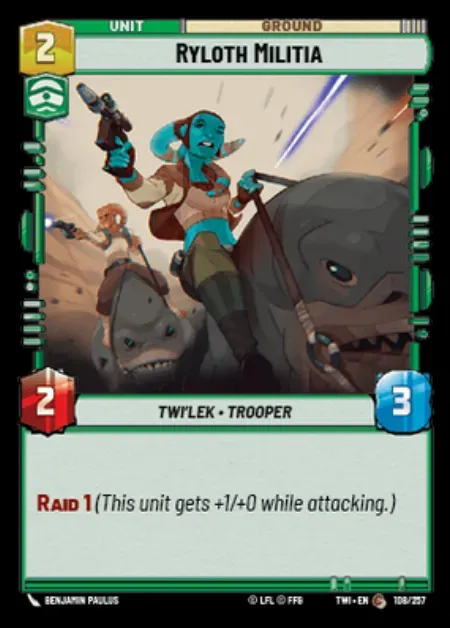 UNIT GROUND
2 RYLOTH MILITIA
2 TWI'LEK • TROOPER 3
RAID 1 (This unit gets +1/+0 while attacking.)
BENJAMIN PAULUS © LFL © FFG TWI • EN 108/257